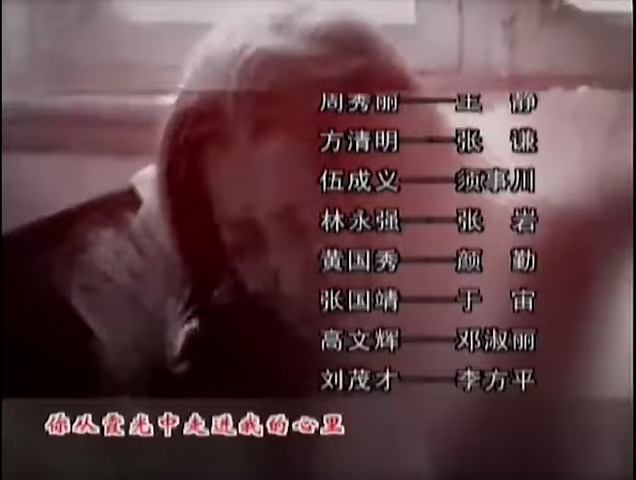 周秀丽——王 静
方清明——张 谦
伍成义——须事川
林永强——张 岩
黄国秀——颜 勤
张国靖——于 宙
高文辉——邓淑丽
刘茂才——李方平
你从霞光中走进我的心里